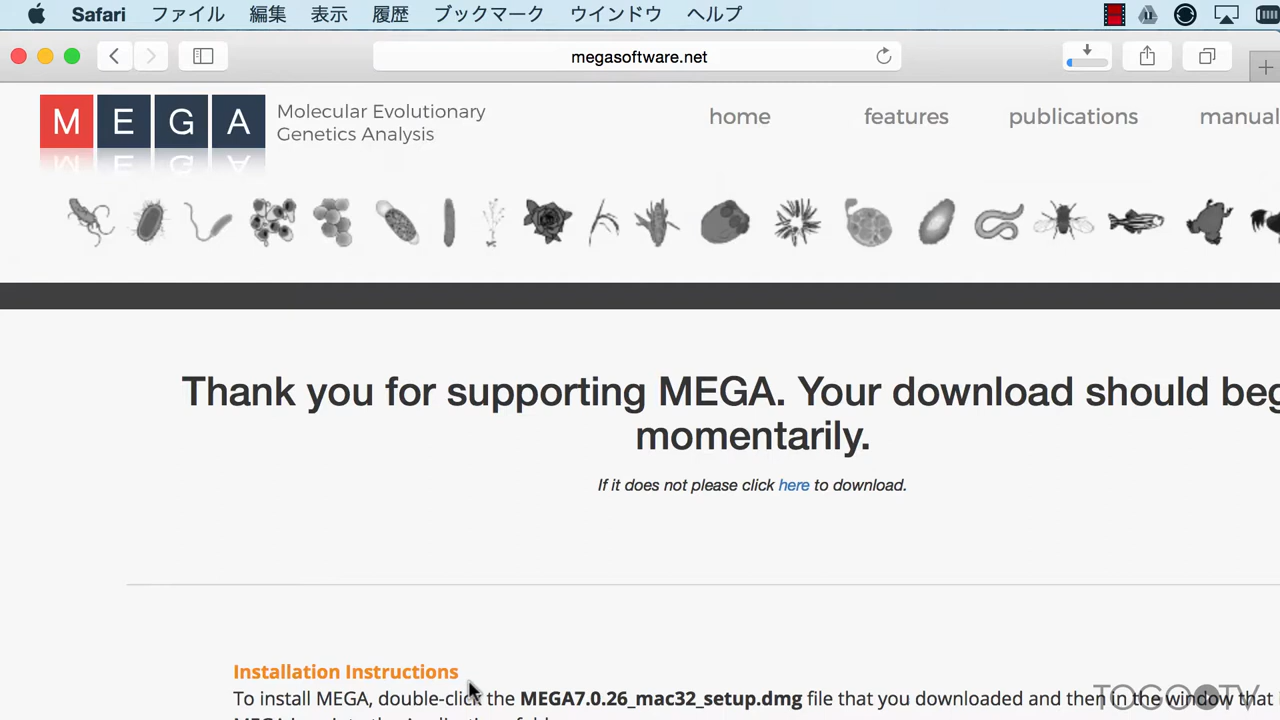 Safari ファイル 編集 表示 履歴 ブックマーク ウインドウ ヘルプ
megasoftware.net
MEGA Molecular Evolutionary
Genetics Analysis
home features publications manual
Thank you for supporting MEGA. Your download should beg
momentarily.
If it does not please click here to download.
Installation Instructions
To install MEGA, double-click the MEGA7.0.26_mac32_setup.dmg file that you downloaded and then in the window that
TOGOTV